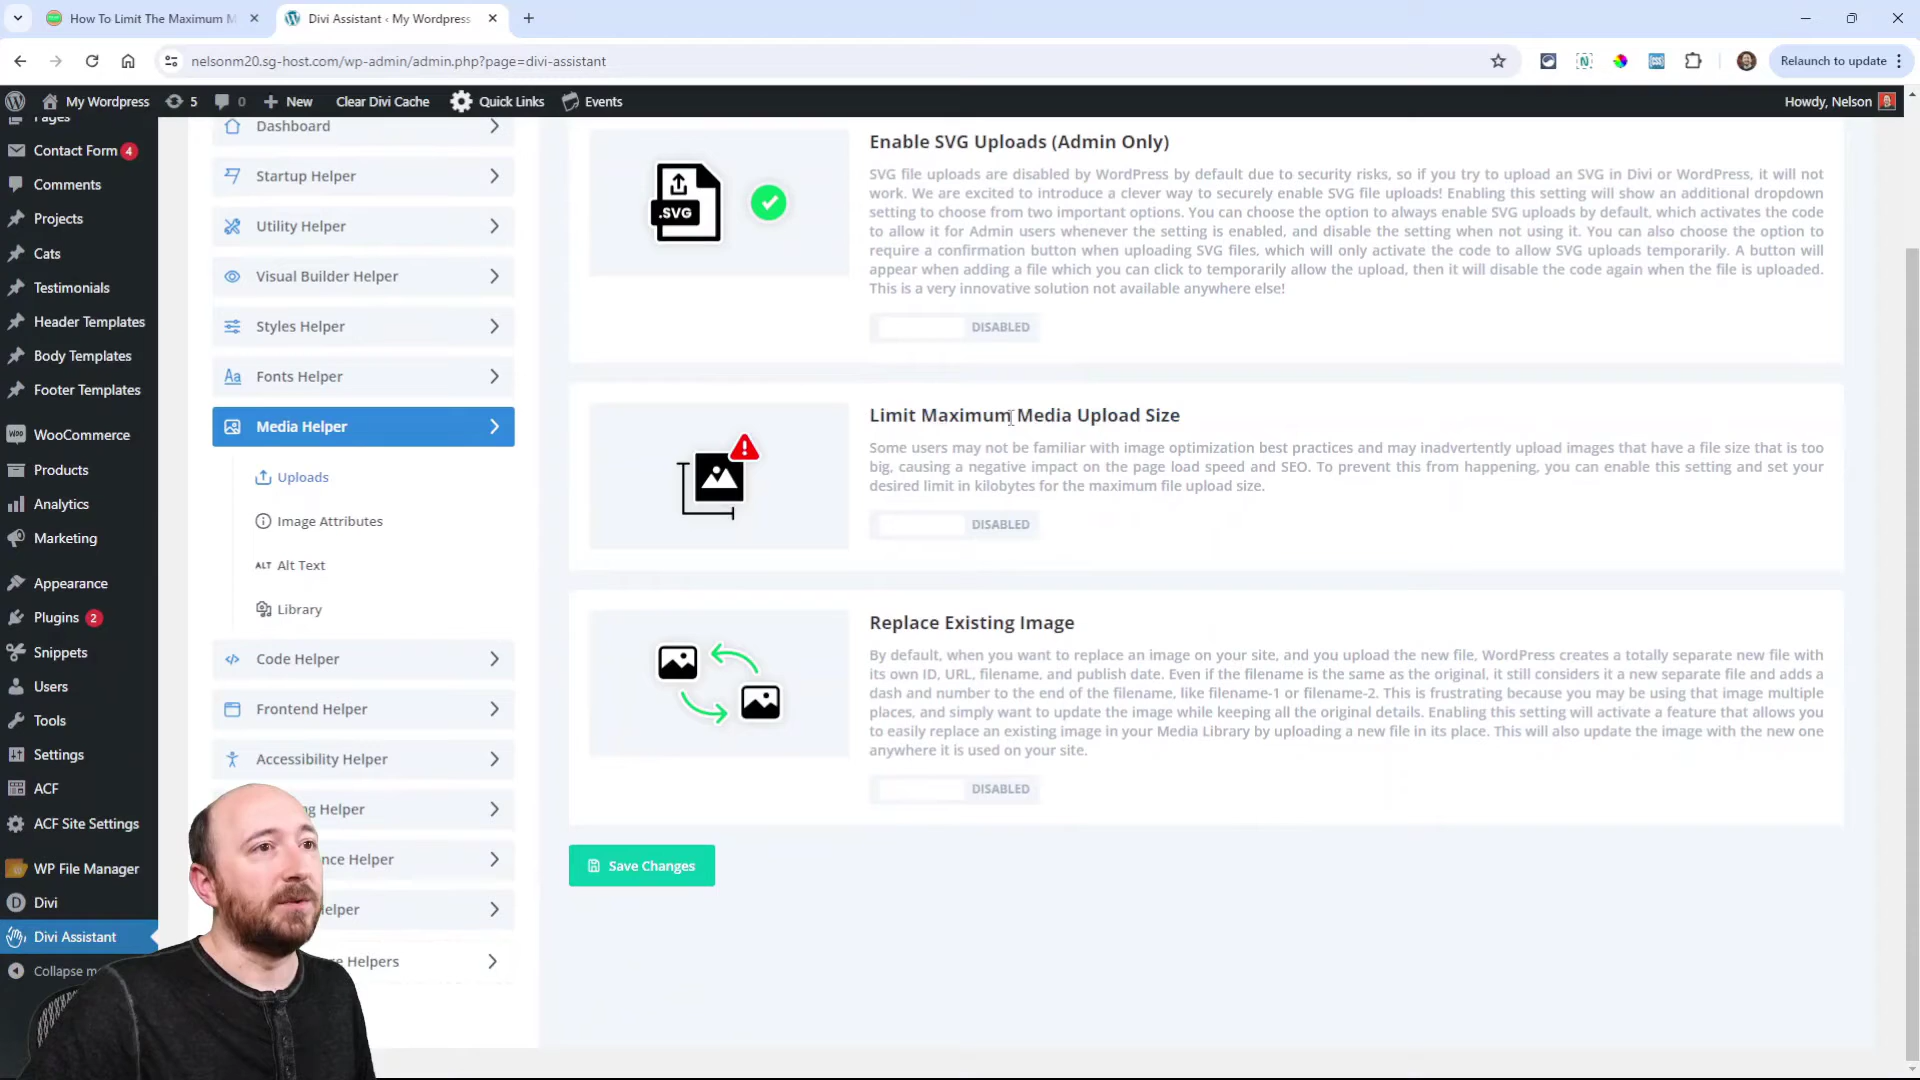 How To Limit The Maximum M
Divi Assistant ‹ My Wordpress
nelsonm20.sg-host.com/wp-admin/admin.php?page=divi-assistant
Relaunch to update
My Wordpress
5
0
New
Clear Divi Cache
Quick Links
Events
Howdy, Nelson
Pages
Contact Form 4
Comments
Projects
Cats
Testimonials
Header Templates
Body Templates
Footer Templates
WooCommerce
Products
Analytics
Marketing
Appearance
Plugins 2
Snippets
Users
Tools
Settings
ACF
ACF Site Settings
WP File Manager
Divi
Divi Assistant
Collapse
Dashboard
Startup Helper
Utility Helper
Visual Builder Helper
Styles Helper
Fonts Helper
Media Helper
Uploads
Image Attributes
ALT Alt Text
Library
Code Helper
Frontend Helper
Accessibility Helper
Helper
Helper
Helpers
.SVG
Enable SVG Uploads (Admin Only)
SVG file uploads are disabled by WordPress by default due to security risks, so if you try to upload an SVG in Divi or WordPress, it will not
work. We are excited to introduce a clever way to securely enable SVG file uploads! Enabling this setting will show an additional dropdown
setting to choose from two important options. You can choose the option to always enable SVG uploads by default, which activates the code
to allow it for Admin users whenever the setting is enabled, and disable the setting when not using it. You can also choose the option to
require a confirmation button when uploading SVG files, which will only activate the code to allow SVG uploads temporarily. A button will
appear when adding a file which you can click to temporarily allow the upload, then it will disable the code again when the file is uploaded.
This is a very innovative solution not available anywhere else!
DISABLED
Limit Maximum Media Upload Size
Some users may not be familiar with image optimization best practices and may inadvertently upload images that have a file size that is too
big, causing a negative impact on the page load speed and SEO. To prevent this from happening, you can enable this setting and set your
desired limit in kilobytes for the maximum file upload size.
DISABLED
Replace Existing Image
By default, when you want to replace an image on your site, and you upload the new file, WordPress creates a totally separate new file with
its own ID, URL, filename, and publish date. Even if the filename is the same as the original, it still considers it a new separate file and adds a
dash and number to the end of the filename, like filename-1 or filename-2. This is frustrating because you may be using that image multiple
places, and simply want to update the image while keeping all the original details. Enabling this setting will activate a feature that allows you
to easily replace an existing image in your Media Library by uploading a new file in its place. This will also update the image with the new one
anywhere it is used on your site.
DISABLED
Save Changes